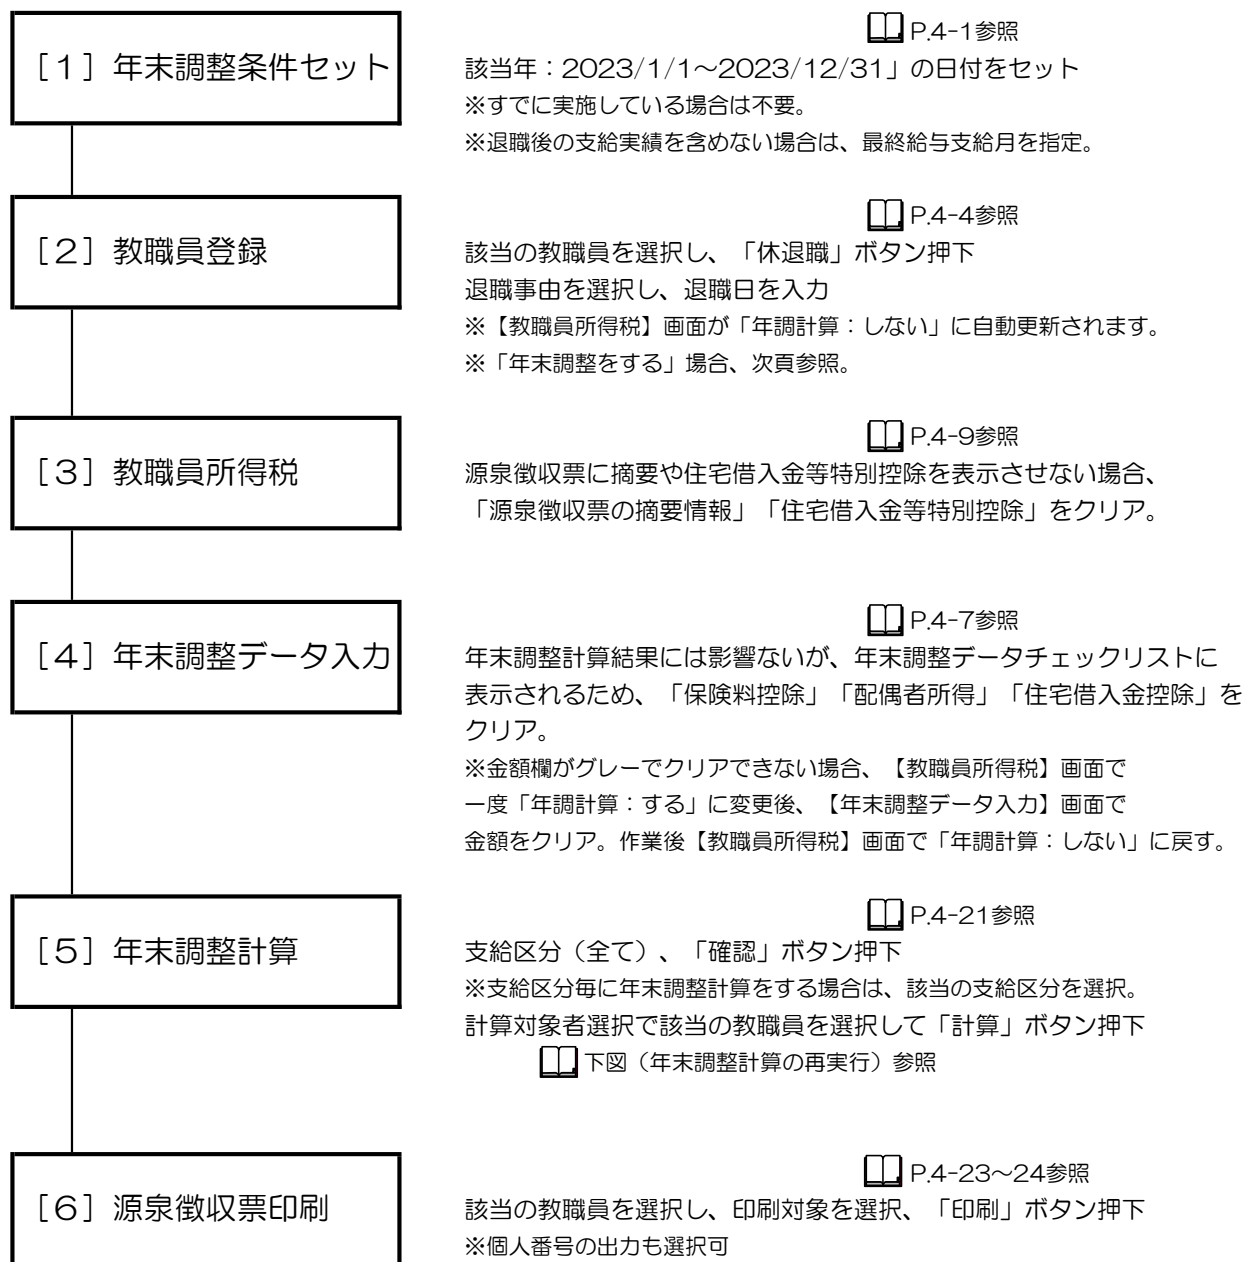 ［1］年末調整条件セット
P.4-1参照
該当年：2023/1/1～2023/12/31」の日付をセット
※すでに実施している場合は不要。
※退職後の支給実績を含めない場合は、最終給与支給月を指定。
［2］教職員登録
P.4-4参照
該当の教職員を選択し、「休退職」ボタン押下
退職事由を選択し、退職日を入力
※【教職員所得税】画面が「年調計算：しない」に自動更新されます。
※「年末調整をする」場合、次頁参照。
［3］教職員所得税
P.4-9参照
源泉徴収票に摘要や住宅借入金等特別控除を表示させない場合、
「源泉徴収票の摘要情報」「住宅借入金等特別控除」をクリア。
［4］年末調整データ入力
P.4-7参照
年末調整計算結果には影響ないが、年末調整データチェックリストに
表示されるため、「保険料控除」「配偶者所得」「住宅借入金控除」を
クリア。
※金額欄がグレーでクリアできない場合、【教職員所得税】画面で
一度「年調計算：する」に変更後、【年末調整データ入力】画面で
金額をクリア。作業後【教職員所得税】画面で「年調計算：しない」に戻す。
［5］年末調整計算
P.4-21参照
支給区分（全て）、「確認」ボタン押下
※支給区分毎に年末調整計算をする場合は、該当の支給区分を選択。
計算対象者選択で該当の教職員を選択して「計算」ボタン押下
下図（年末調整計算の再実行）参照
［6］源泉徴収票印刷
P.4-23～24参照
該当の教職員を選択し、印刷対象を選択、「印刷」ボタン押下
※個人番号の出力も選択可